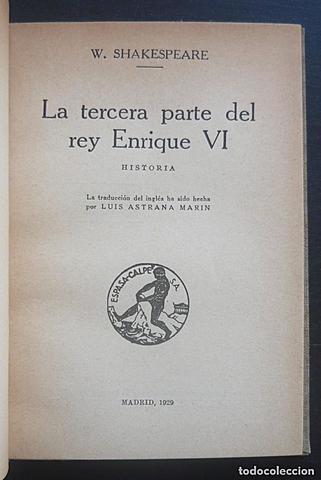 W. SHAKESPEARE
La tercera parte del
rey Enrique VI
HISTORIA
La traducción del inglés ha sido hecha
por LUIS ASTRANA MARIN
ESPASA-CALPE S.A.
MADRID, 1929
todocoleccion